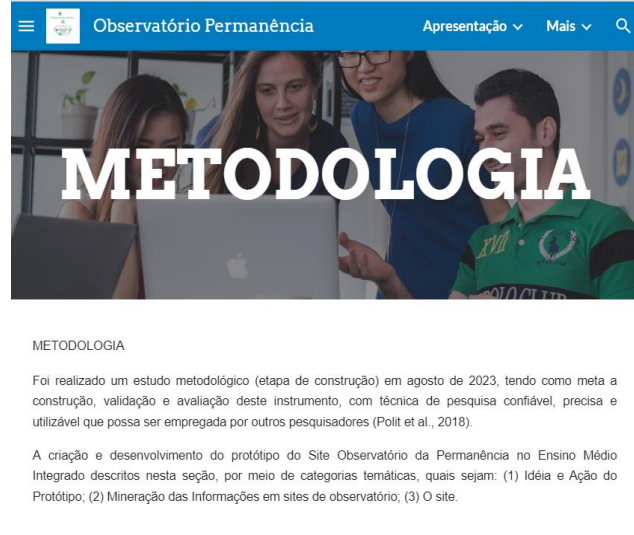 Observatório Permanência
Apresentação
Mais
METODOLOGIA
XVII
POLO CLUB
METODOLOGIA
Foi realizado um estudo metodológico (etapa de construção) em agosto de 2023, tendo como meta a
construção, validação e avaliação deste instrumento, com técnica de pesquisa confiável, precisa e
utilizável que possa ser empregada por outros pesquisadores (Polit et al., 2018).
A criação e desenvolvimento do protótipo do Site Observatório da Permanência no Ensino Médio
Integrado descritos nesta seção, por meio de categorias temáticas, quais sejam: (1) Idéia e Ação do
Protótipo; (2) Mineração das Informações em sites de observatório; (3) O site.